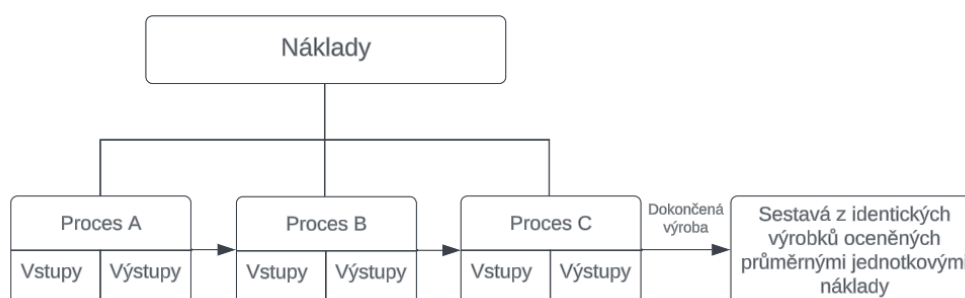 Náklady
Proces A
Proces B
Proces C
Dokončená
výroba
Sestavá z identických
výrobků oceněných
průměrnými jednotkovými
náklady
Vstupy
Výstupy
Vstupy
Výstupy
Vstupy
Výstupy